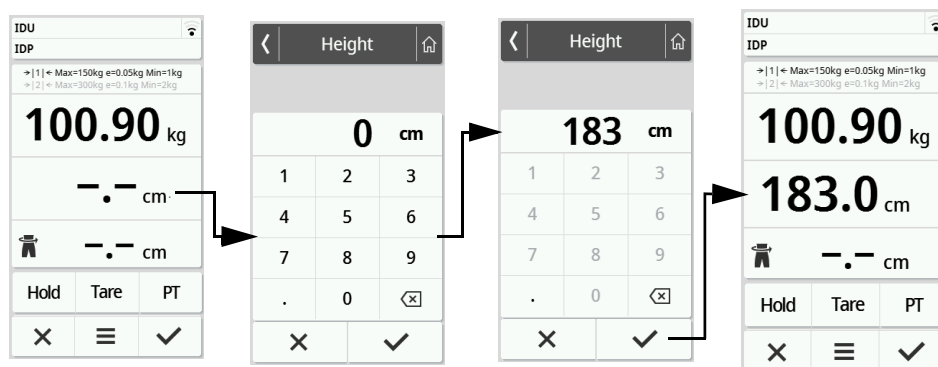 IDU
IDP
→|1|← Max=150kg e=0.05kg Min=1kg
→|2|← Max=300kg e=0.1kg Min=2kg
100.90 kg
-.- cm
-.- cm
Hold Tare PT
Height
0 cm
1 2 3
4 5 6
7 8 9
. 0
Height
183 cm
1 2 3
4 5 6
7 8 9
. 0
IDU
IDP
→|1|← Max=150kg e=0.05kg Min=1kg
→|2|← Max=300kg e=0.1kg Min=2kg
100.90 kg
183.0 cm
-.- cm
Hold Tare PT